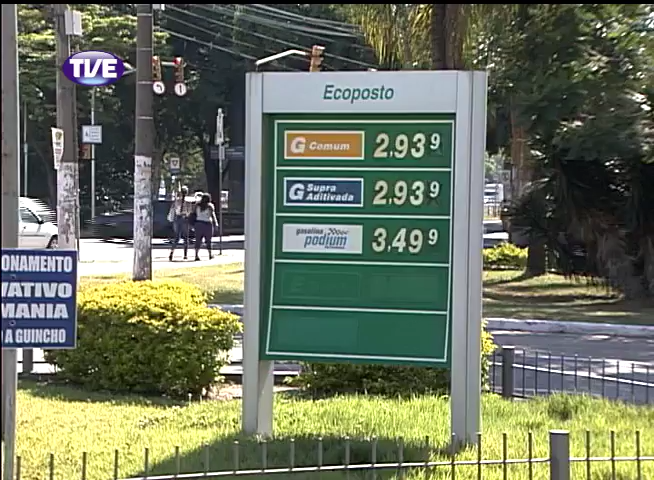 TVE
Ecoposto
G Comum 2.93 9
G Supra Aditivada 2.93 9
gasolina podium 3.49 9
ONAMENTO
VATIVO
MANIA
A GUINCHO